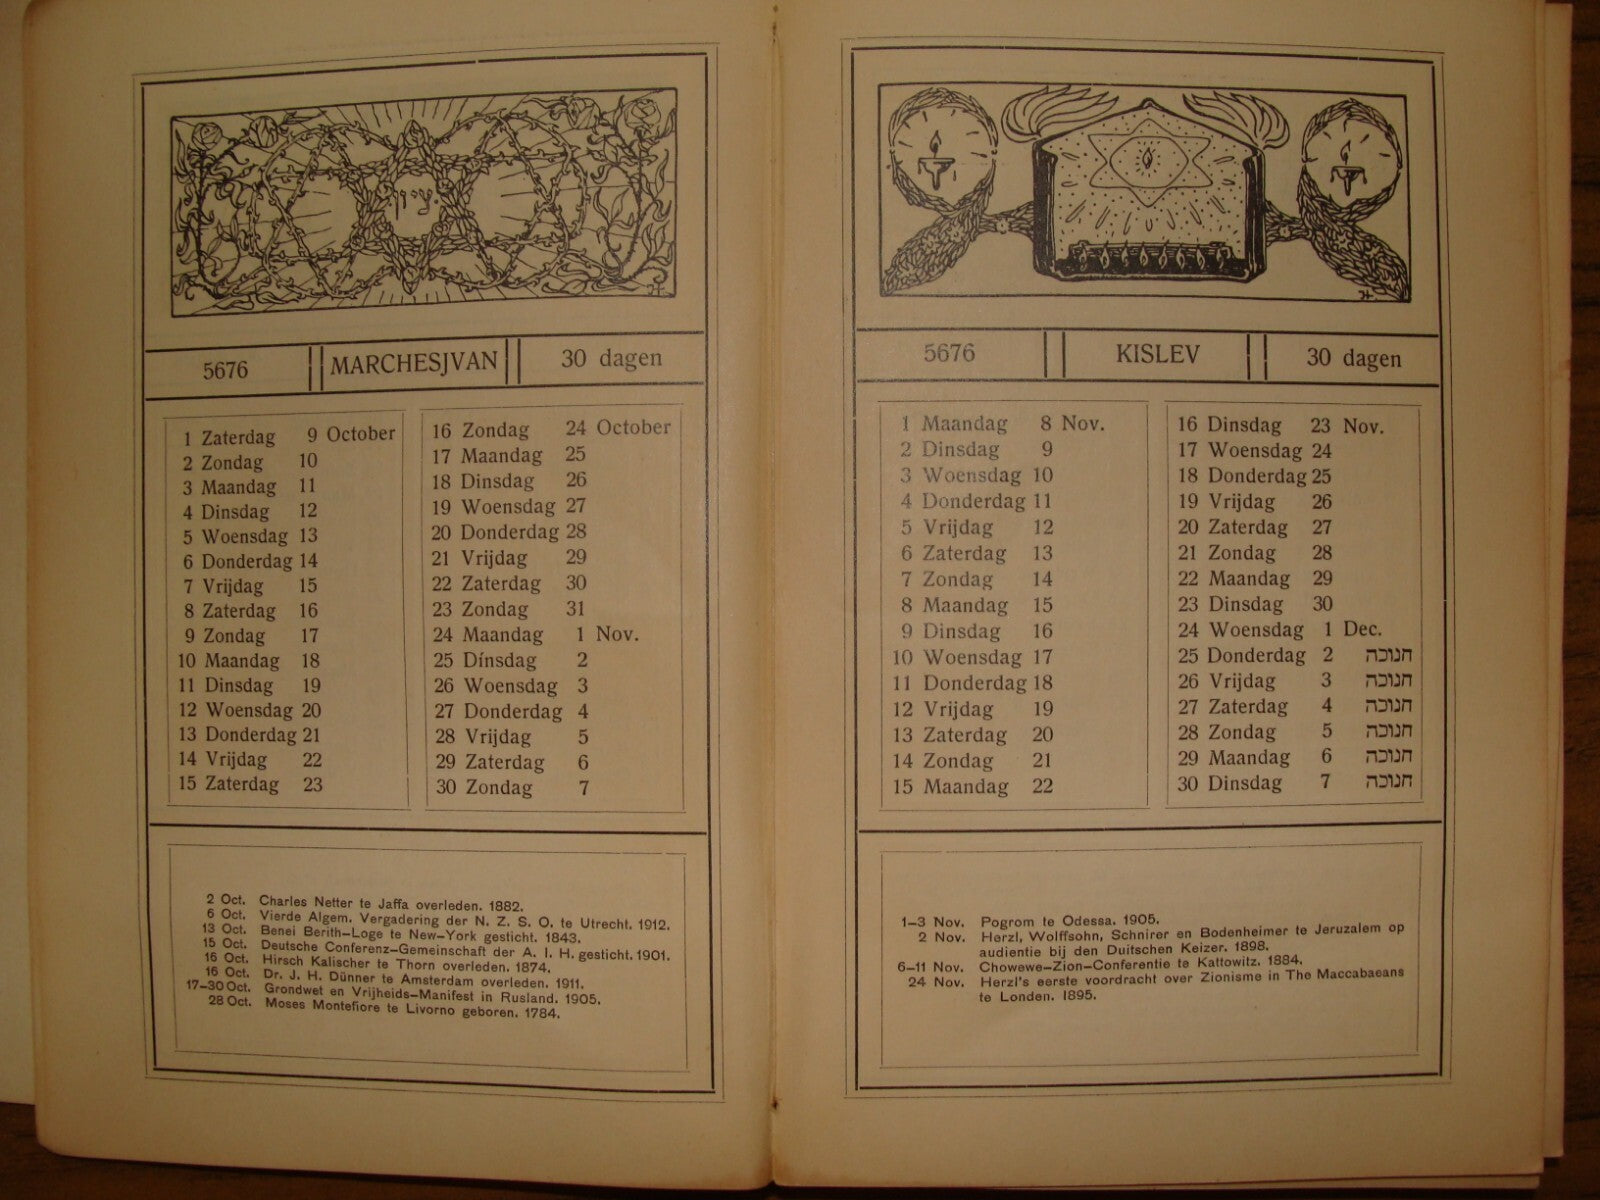 ציון
5676 MARCHESJVAN 30 dagen
1 Zaterdag 9 October
2 Zondag 10
3 Maandag 11
4 Dinsdag 12
5 Woensdag 13
6 Donderdag 14
7 Vrijdag 15
8 Zaterdag 16
9 Zondag 17
10 Maandag 18
11 Dinsdag 19
12 Woensdag 20
13 Donderdag 21
14 Vrijdag 22
15 Zaterdag 23
16 Zondag 24 October
17 Maandag 25
18 Dinsdag 26
19 Woensdag 27
20 Donderdag 28
21 Vrijdag 29
22 Zaterdag 30
23 Zondag 31
24 Maandag 1 Nov.
25 Dinsdag 2
26 Woensdag 3
27 Donderdag 4
28 Vrijdag 5
29 Zaterdag 6
30 Zondag 7
2 Oct. Charles Netter te Jaffa overleden. 1882.
6 Oct. Vierde Algem. Vergadering der N. Z. S. O. te Utrecht. 1912.
13 Oct. Benei Berith-Loge te New-York gesticht. 1843.
15 Oct. Deutsche Conferenz-Gemeinschaft der A. I. H. gesticht. 1901.
16 Oct. Hirsch Kalischer te Thorn overleden. 1874.
16 Oct. Dr. J. H. Dünner te Amsterdam overleden. 1911.
17-30 Oct. Grondwet en Vrijheids-Manifest in Rusland. 1905.
28 Oct. Moses Montefiore te Livorno geboren. 1784.
5676 KISLEV 30 dagen
1 Maandag 8 Nov.
2 Dinsdag 9
3 Woensdag 10
4 Donderdag 11
5 Vrijdag 12
6 Zaterdag 13
7 Zondag 14
8 Maandag 15
9 Dinsdag 16
10 Woensdag 17
11 Donderdag 18
12 Vrijdag 19
13 Zaterdag 20
14 Zondag 21
15 Maandag 22
16 Dinsdag 23 Nov.
17 Woensdag 24
18 Donderdag 25
19 Vrijdag 26
20 Zaterdag 27
21 Zondag 28
22 Maandag 29
23 Dinsdag 30
24 Woensdag 1 Dec.
25 Donderdag 2 חנוכה
26 Vrijdag 3 חנוכה
27 Zaterdag 4 חנוכה
28 Zondag 5 חנוכה
29 Maandag 6 חנוכה
30 Dinsdag 7 חנוכה
1-3 Nov. Pogrom te Odessa. 1905.
2 Nov. Herzl, Wolffsohn, Schnirer en Bodenheimer te Jeruzalem op
audientie bij den Duitschen Keizer. 1898.
6-11 Nov. Chowewe-Zion-Conferentie te Kattowitz. 1884.
24 Nov. Herzl's eerste voordracht over Zionisme in The Maccabaeans
te Londen. 1895.